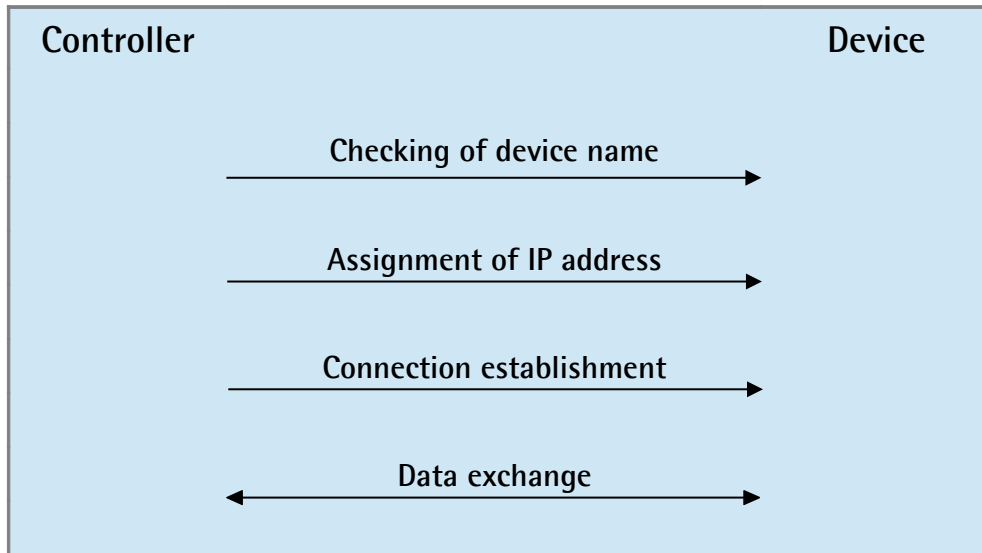 Controller
Device
Checking of device name
Assignment of IP address
Connection establishment
Data exchange